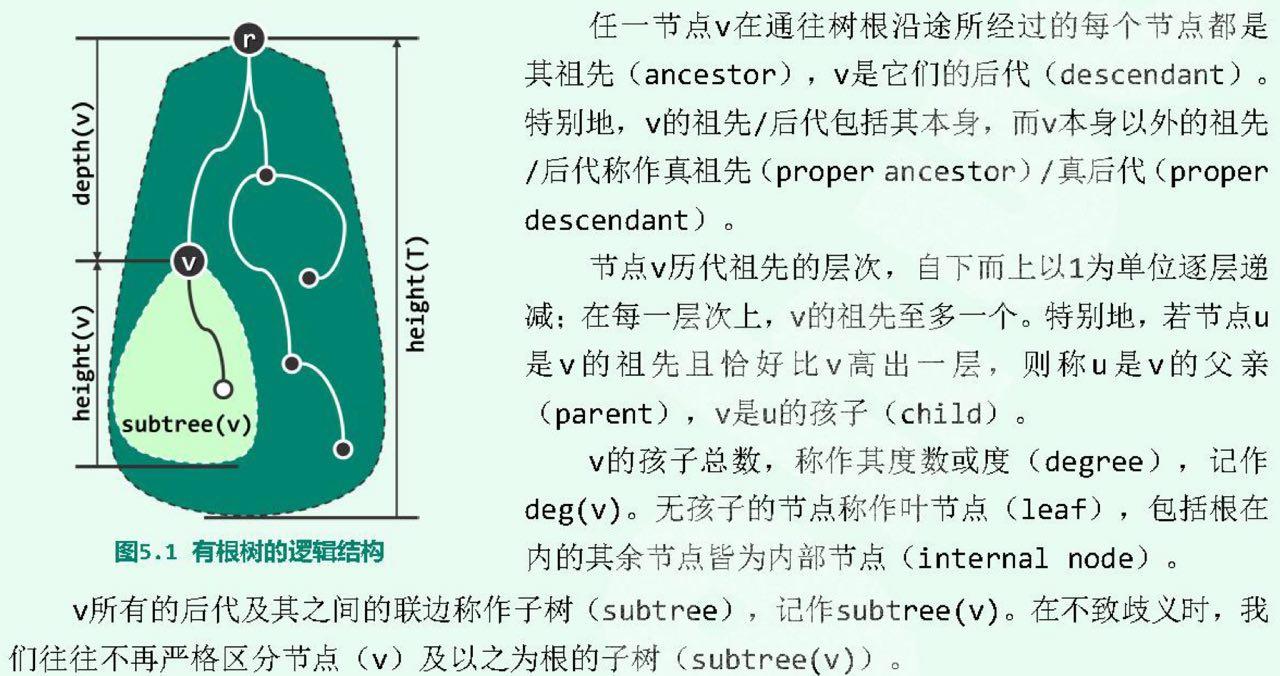 r
depth(v)
v
height(v)
height(T)
subtree(v)
图5.1 有根树的逻辑结构
任一节点v在通往树根沿途所经过的每个节点都是
其祖先（ancestor），v是它们的后代（descendant）。
特别地，v的祖先/后代包括其本身，而v本身以外的祖先
/后代称作真祖先（proper ancestor）/真后代（proper
descendant）。
节点v历代祖先的层次，自下而上以1为单位逐层递
减；在每一层次上，v的祖先至多一个。特别地，若节点u
是v的祖先且恰好比v高出一层，则称u是v的父亲
（parent），v是u的孩子（child）。
v的孩子总数，称作其度数或度（degree），记作
deg(v)。无孩子的节点称作叶节点（leaf），包括根在
内的其余节点皆为内部节点（internal node）。
v所有的后代及其之间的联边称作子树（subtree），记作subtree(v)。在不致歧义时，我
们往往不再严格区分节点（v）及以之为根的子树（subtree(v)）。